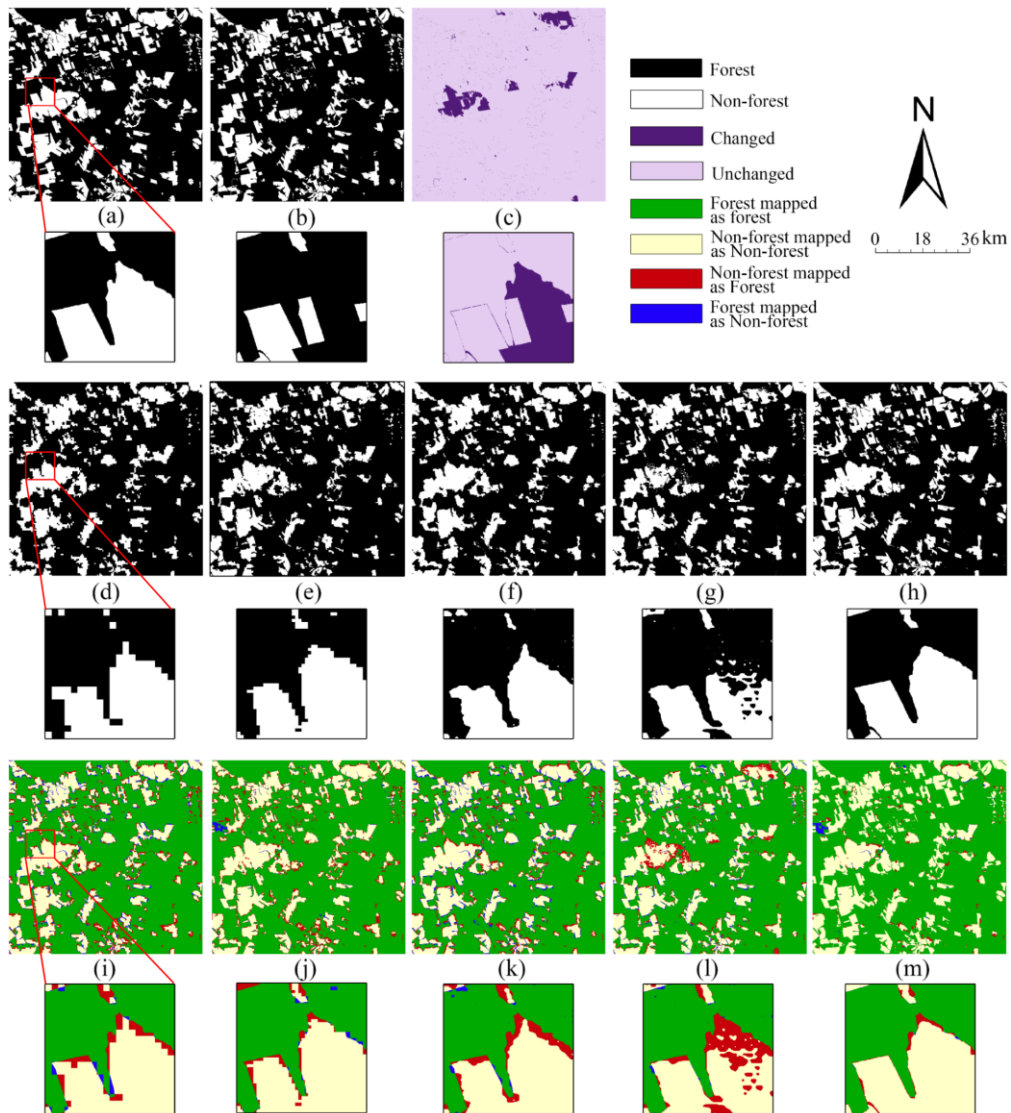 Forest
Non-forest
Changed
Unchanged
Forest mapped
as forest
Non-forest mapped
as Non-forest
Non-forest mapped
as Forest
Forest mapped
as Non-forest
N
0 18 36 km
(a) (b) (c)
(d) (e) (f) (g) (h)
(i) (j) (k) (l) (m)